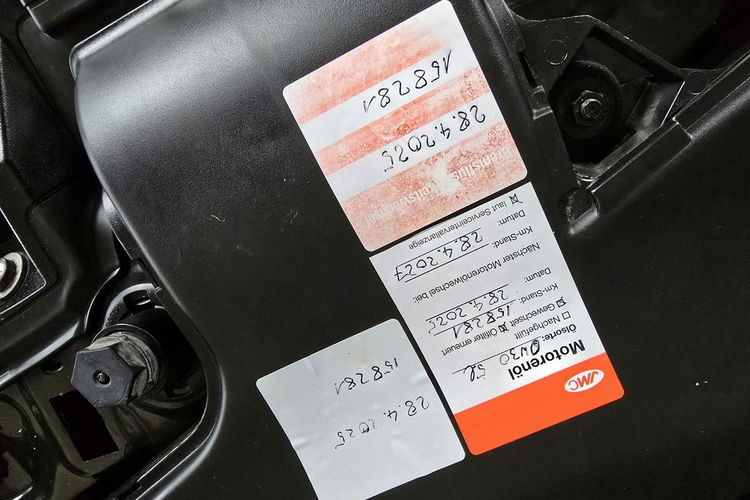 JMC
Motorenöl
Ölsorte: 0W30 5l
☐ Nachgefüllt
☒ Gewechselt ☒ Ölfilter erneuert
Km-Stand: 158281
Datum: 28.4.2025
Nächster Motorenölwechsel bei:
Km-Stand:
Datum: 28.4.2027
☒ laut Serviceintervallanzeige
28.4.2025
158281
28.4.2025
158281